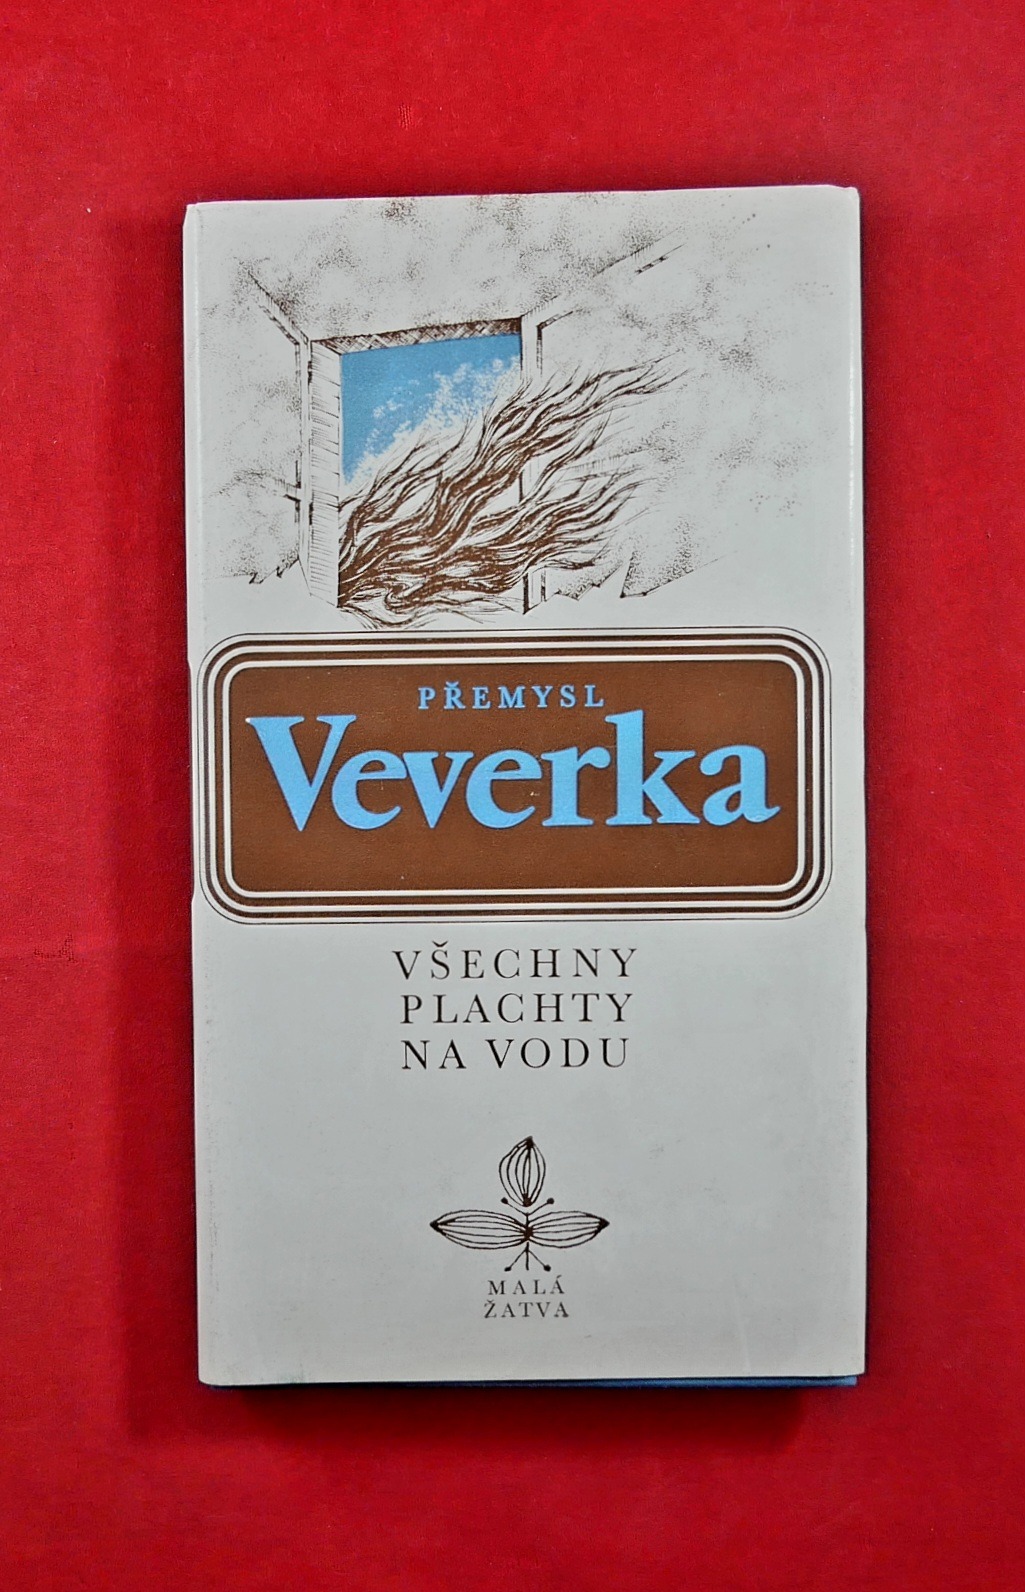 PŘEMYSL
Veverka
VŠECHNY
PLACHTY
NA VODU
MALÁ
ŽATVA